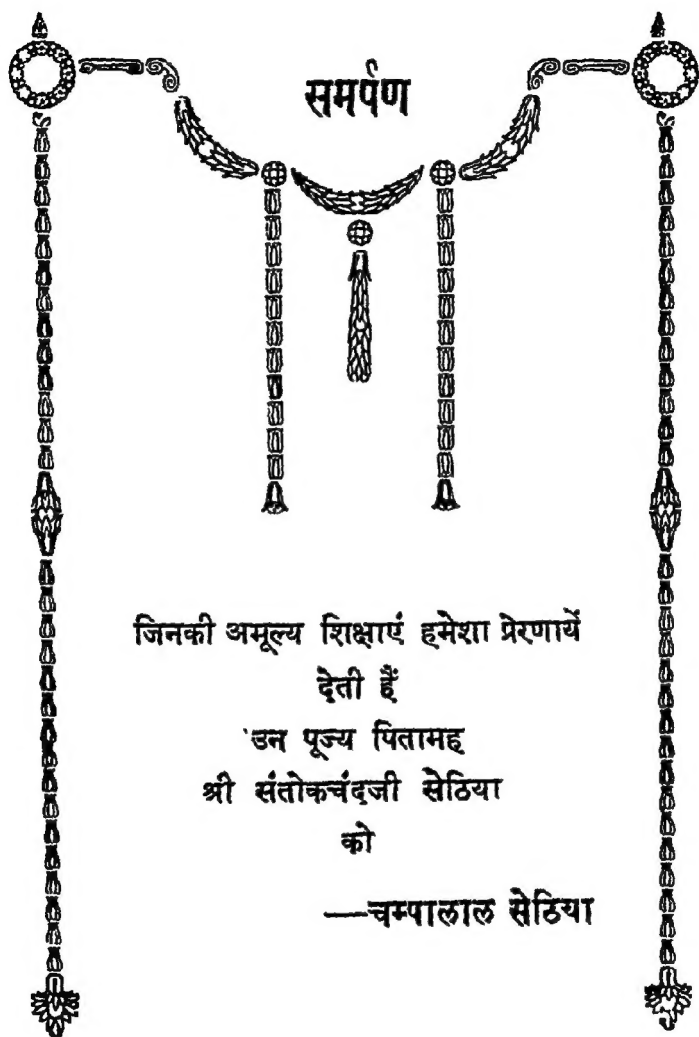 समर्पण
जिनकी अमूल्य शिक्षाएं हमेशा प्रेरणायें
देती हैं
उन पूज्य पितामह
श्री संतोकचंदजी सेठिया
को
—चम्पालाल सेठिया